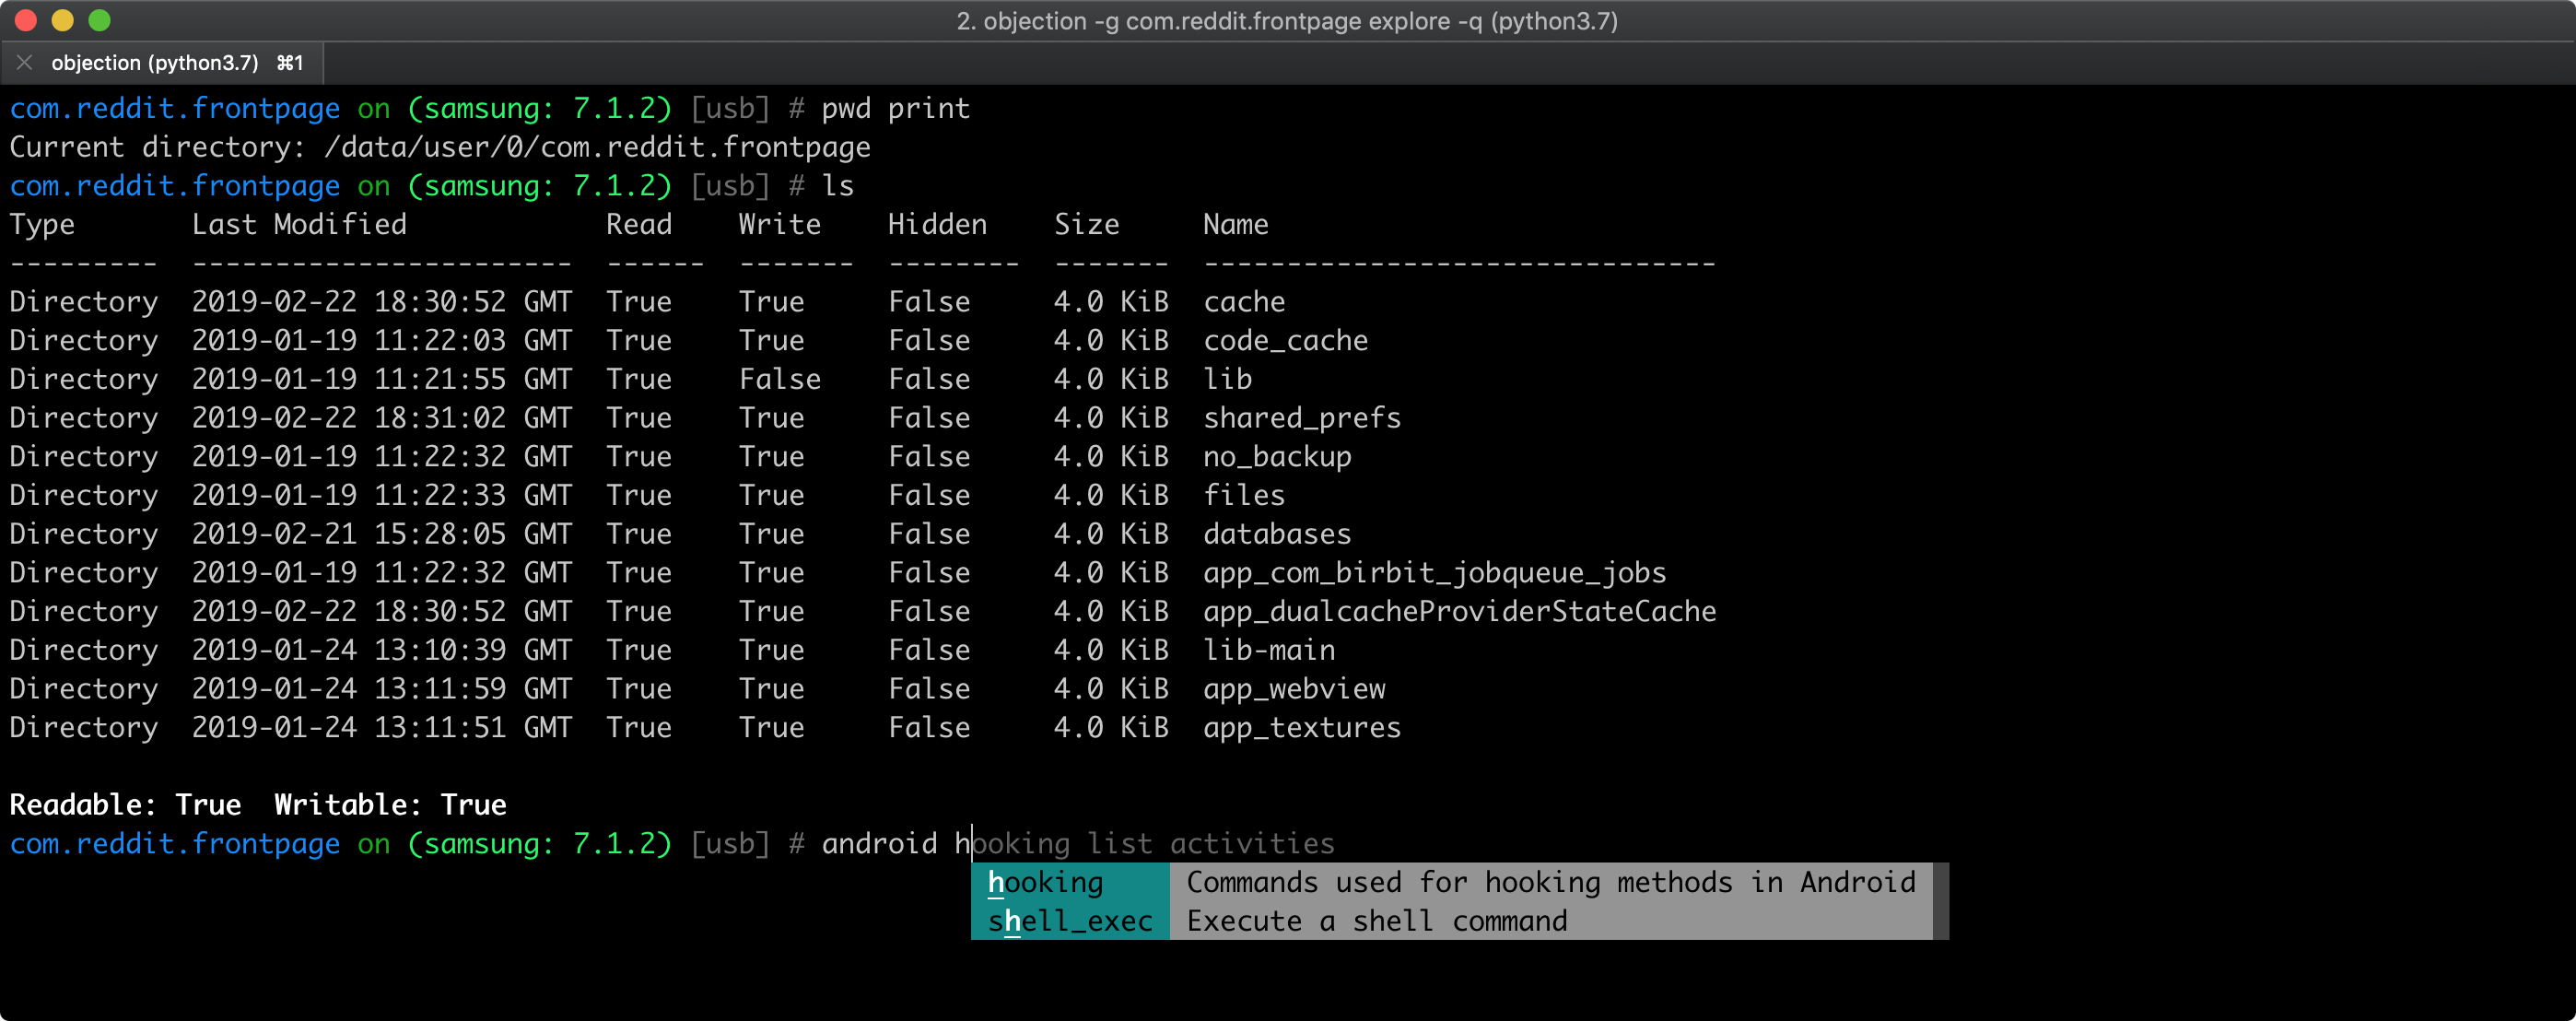 2. objection -g com.reddit.frontpage explore -q (python3.7)
objection (python3.7) ⌘1
com.reddit.frontpage on (samsung: 7.1.2) [usb] # pwd print
Current directory: /data/user/0/com.reddit.frontpage
com.reddit.frontpage on (samsung: 7.1.2) [usb] # ls
Type       Last Modified            Read    Write    Hidden    Size     Name
---------  -----------------------  ------  -------  --------  -------  -------------------------------
Directory  2019-02-22 18:30:52 GMT  True    True     False     4.0 KiB  cache
Directory  2019-01-19 11:22:03 GMT  True    True     False     4.0 KiB  code_cache
Directory  2019-01-19 11:21:55 GMT  True    False    False     4.0 KiB  lib
Directory  2019-02-22 18:31:02 GMT  True    True     False     4.0 KiB  shared_prefs
Directory  2019-01-19 11:22:32 GMT  True    True     False     4.0 KiB  no_backup
Directory  2019-01-19 11:22:33 GMT  True    True     False     4.0 KiB  files
Directory  2019-02-21 15:28:05 GMT  True    True     False     4.0 KiB  databases
Directory  2019-01-19 11:22:32 GMT  True    True     False     4.0 KiB  app_com_birbit_jobqueue_jobs
Directory  2019-02-22 18:30:52 GMT  True    True     False     4.0 KiB  app_dualcacheProviderStateCache
Directory  2019-01-24 13:10:39 GMT  True    True     False     4.0 KiB  lib-main
Directory  2019-01-24 13:11:59 GMT  True    True     False     4.0 KiB  app_webview
Directory  2019-01-24 13:11:51 GMT  True    True     False     4.0 KiB  app_textures
Readable: True  Writable: True
com.reddit.frontpage on (samsung: 7.1.2) [usb] # android hooking list activities
hooking     Commands used for hooking methods in Android
shell_exec  Execute a shell command